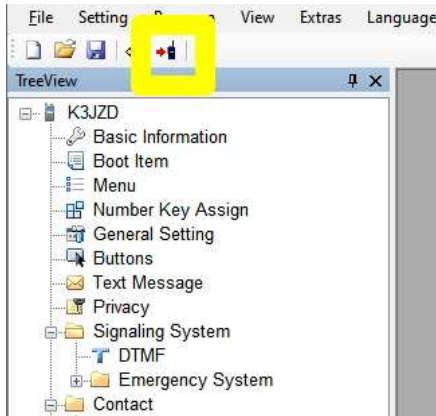 File Setting View Extras Language
TreeView
K3JZD
Basic Information
Boot Item
Menu
Number Key Assign
General Setting
Buttons
Text Message
Privacy
Signaling System
DTMF
Emergency System
Contact